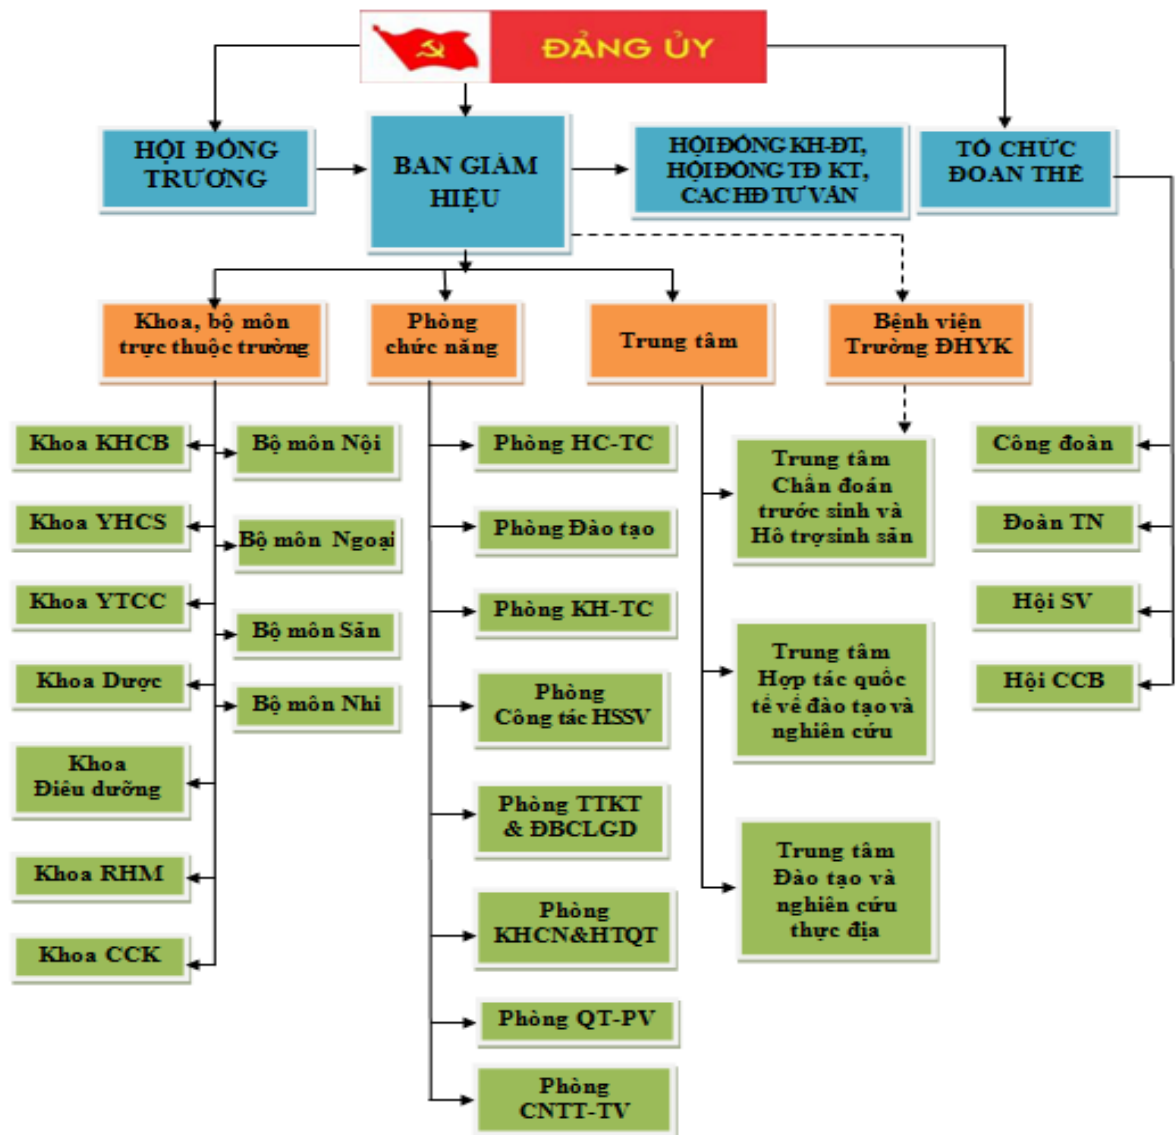 ĐẢNG ỦY
HỘI ĐỒNG
TRƯƠNG
BAN GIÁM
HIỆU
HỘI ĐỒNG KH-ĐT,
HỘI ĐỒNG TĐ KT,
CAC HĐ TƯ VẤN
TỔ CHỨC
ĐOAN THỂ
Khoa, bộ môn
trực thuộc trường
Phòng
chức năng
Trung tâm
Bệnh viện
Trường ĐHYK
Khoa KHCB
Khoa YHCS
Khoa YTCC
Khoa Dược
Khoa
Điêu dưỡng
Khoa RHM
Khoa CCK
Bộ môn Nội
Bộ môn Ngoại
Bộ môn Sản
Bộ môn Nhi
Phòng HC-TC
Phòng Đào tạo
Phòng KH-TC
Phòng
Công tác HSSV
Phòng TTKT
& ĐBCLGD
Phòng
KHCN&HTQT
Phòng QT-PV
Phòng
CNTT-TV
Trung tâm
Chẩn đoán
trước sinh và
Hô trợ sinh sản
Trung tâm
Hợp tác quốc
tế về đào tạo và
nghiên cứu
Trung tâm
Đào tạo và
nghiên cứu
thực địa
Công đoàn
Đoàn TN
Hội SV
Hội CCB